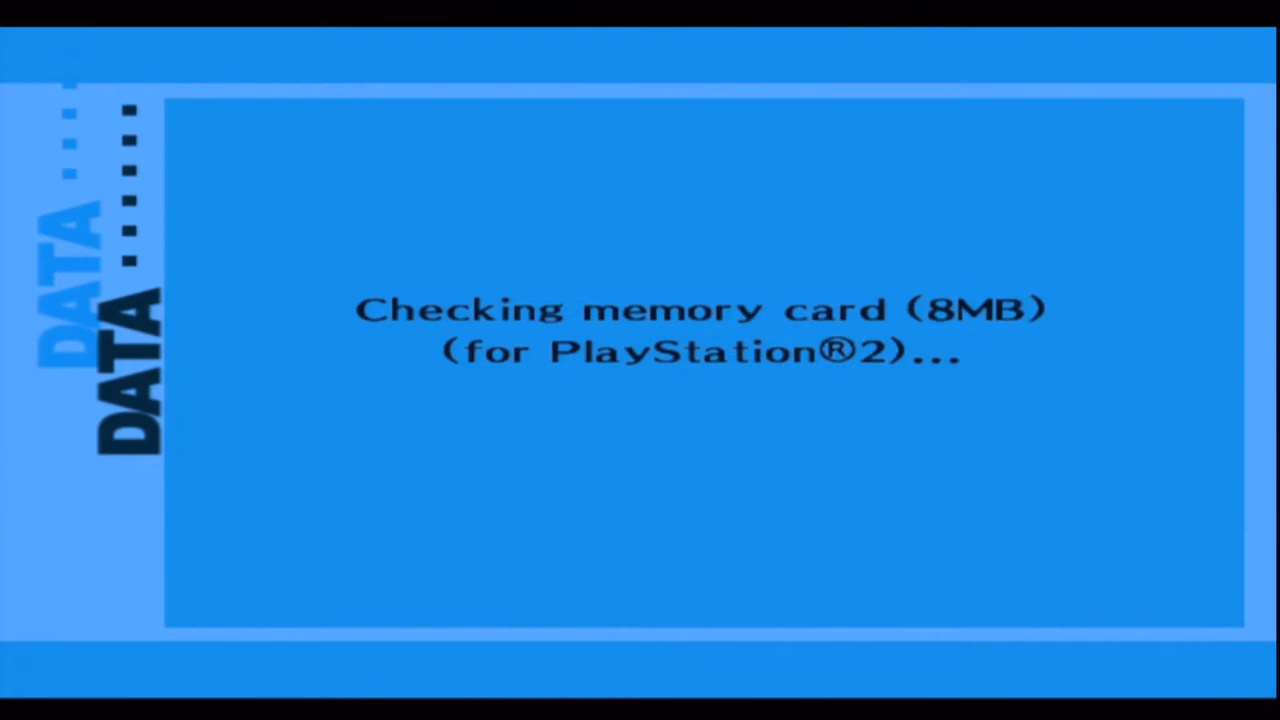 DATA ....
DATA ......
Checking memory card (8MB)
(for PlayStation®2)...